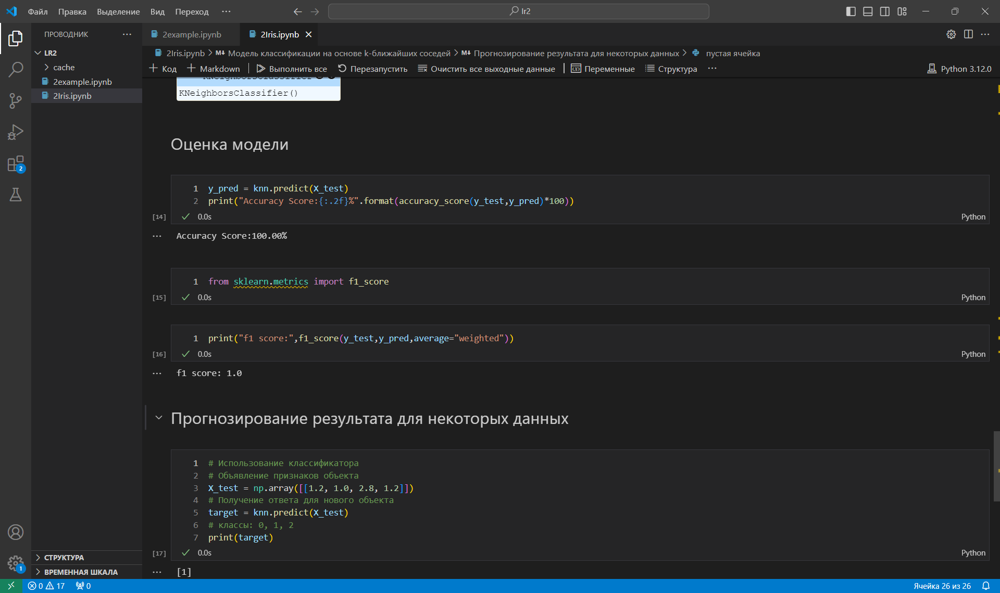 Файл Правка Выделение Вид Переход ··· lr2
ПРОВОДНИК ···
LR2
cache
2example.ipynb
2Iris.ipynb
СТРУКТУРА
ВРЕМЕННАЯ ШКАЛА
2
1
2example.ipynb 2Iris.ipynb
2Iris.ipynb > M↓ Модель классификации на основе k-ближайших соседей > M↓ Прогнозирование результата для некоторых данных > пустая ячейка
+ Код + Markdown | Выполнить все Перезапустить Очистить все выходные данные | Переменные Структура ··· Python 3.12.0
KNeighborsClassifier
KNeighborsClassifier()
Оценка модели
1 y_pred = knn.predict(X_test)
2 print("Accuracy Score:{:.2f}%".format(accuracy_score(y_test,y_pred)*100))
[14] ✓ 0.0s Python
··· Accuracy Score:100.00%
1 from sklearn.metrics import f1_score
[15] ✓ 0.0s Python
1 print("f1 score:",f1_score(y_test,y_pred,average="weighted"))
[16] ✓ 0.0s Python
··· f1 score: 1.0
Прогнозирование результата для некоторых данных
1 # Использование классификатора
2 # Объявление признаков объекта
3 X_test = np.array([[1.2, 1.0, 2.8, 1.2]])
4 # Получение ответа для нового объекта
5 target = knn.predict(X_test)
6 # классы: 0, 1, 2
7 print(target)
[17] ✓ 0.0s Python
··· [1]
0 17 0 Ячейка 26 из 26